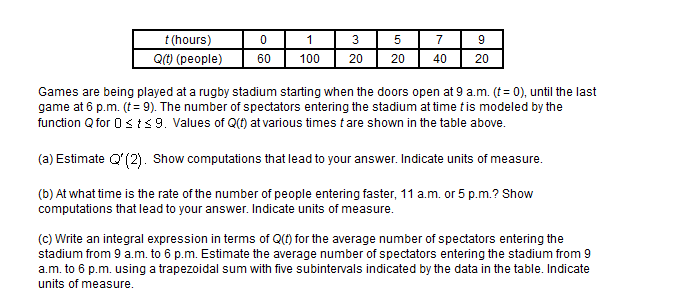 t (hours) 0 1 3 5 7 9
Q(t) (people) 60 100 20 20 40 20
Games are being played at a rugby stadium starting when the doors open at 9 a.m. (t = 0), until the last
game at 6 p.m. (t = 9). The number of spectators entering the stadium at time t is modeled by the
function Q for 0 ≤ t ≤ 9. Values of Q(t) at various times t are shown in the table above.
(a) Estimate Q'(2). Show computations that lead to your answer. Indicate units of measure.
(b) At what time is the rate of the number of people entering faster, 11 a.m. or 5 p.m.? Show
computations that lead to your answer. Indicate units of measure.
(c) Write an integral expression in terms of Q(t) for the average number of spectators entering the
stadium from 9 a.m. to 6 p.m. Estimate the average number of spectators entering the stadium from 9
a.m. to 6 p.m. using a trapezoidal sum with five subintervals indicated by the data in the table. Indicate
units of measure.